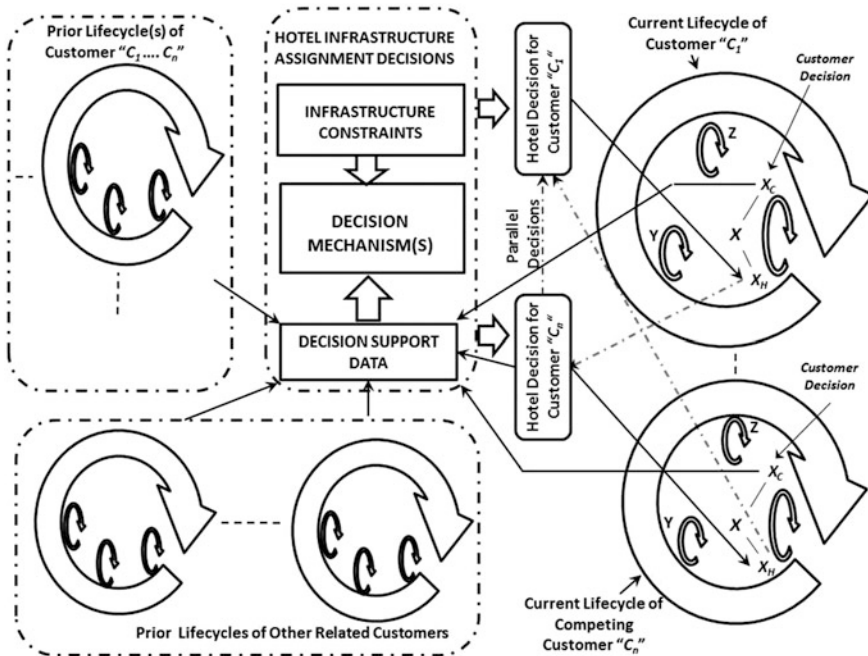 Prior Lifecycle(s) of
Customer "C1 .... Cn"
HOTEL INFRASTRUCTURE
ASSIGNMENT DECISIONS
INFRASTRUCTURE
CONSTRAINTS
DECISION
MECHANISM(S)
DECISION SUPPORT
DATA
Hotel Decision for
Customer "C1"
Parallel
Decisions
Hotel Decision for
Customer "Cn"
Current Lifecycle of
Customer "C1"
Customer
Decision
Z
XC
Y
X
XH
Customer
Decision
Z
XC
Y
X
XH
Current Lifecycle of
Competing
Customer "Cn"
Prior Lifecycles of Other Related Customers